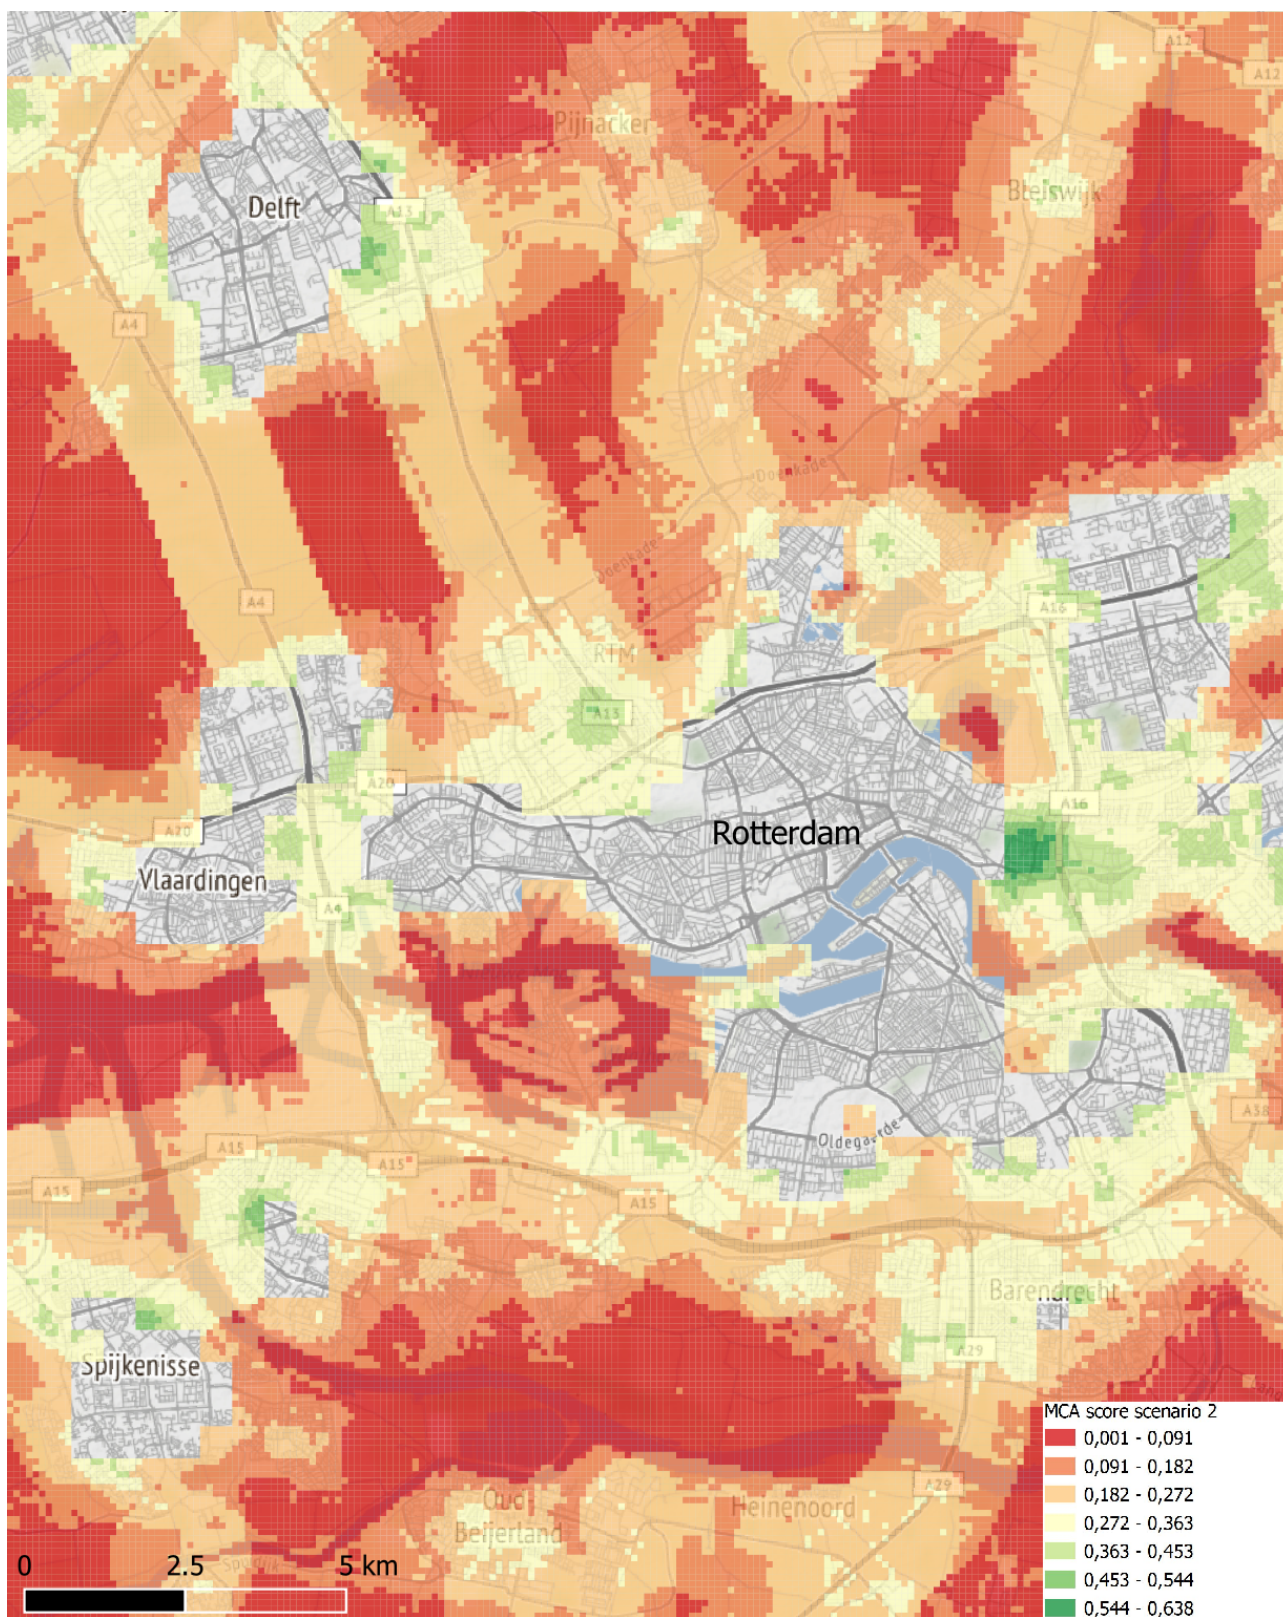 A12
A12
Pijnacker
Bleiswijk
Delft
A13
A4
Doenkade
Doenkade
A4
A16
RTM
A13
A20
A16
A20
Rotterdam
Vlaardingen
A4
A38
Oldegaarde
A15
A15
A15
A15
Barendrecht
A29
Spijkenisse
MCA score scenario 2
0,001 - 0,091
0,091 - 0,182
0,182 - 0,272
0,272 - 0,363
0,363 - 0,453
0,453 - 0,544
0,544 - 0,638
A29
Oud-
Beijerland
Heinenoord
0 2.5 5 km